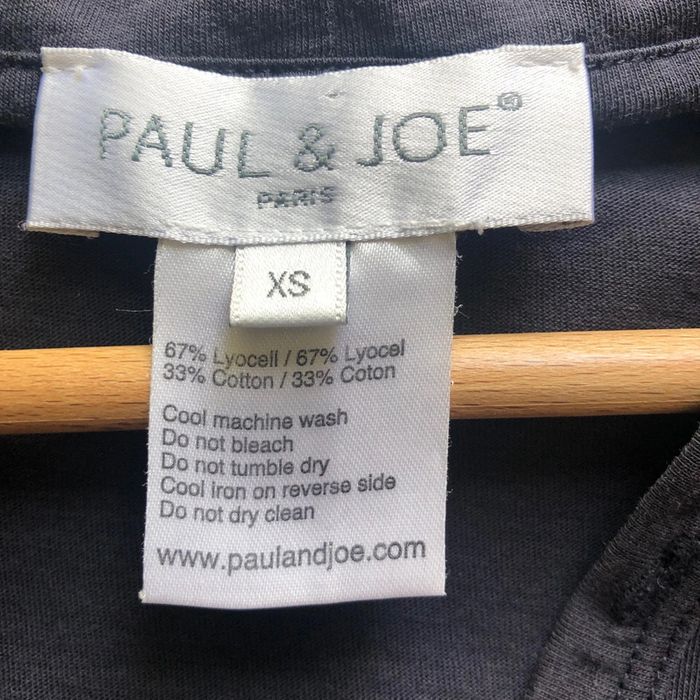 PAUL & JOE®
PARIS
XS
67% Lyocell / 67% Lyocel
33% Cotton / 33% Coton
Cool machine wash
Do not bleach
Do not tumble dry
Cool iron on reverse side
Do not dry clean
www.paulandjoe.com